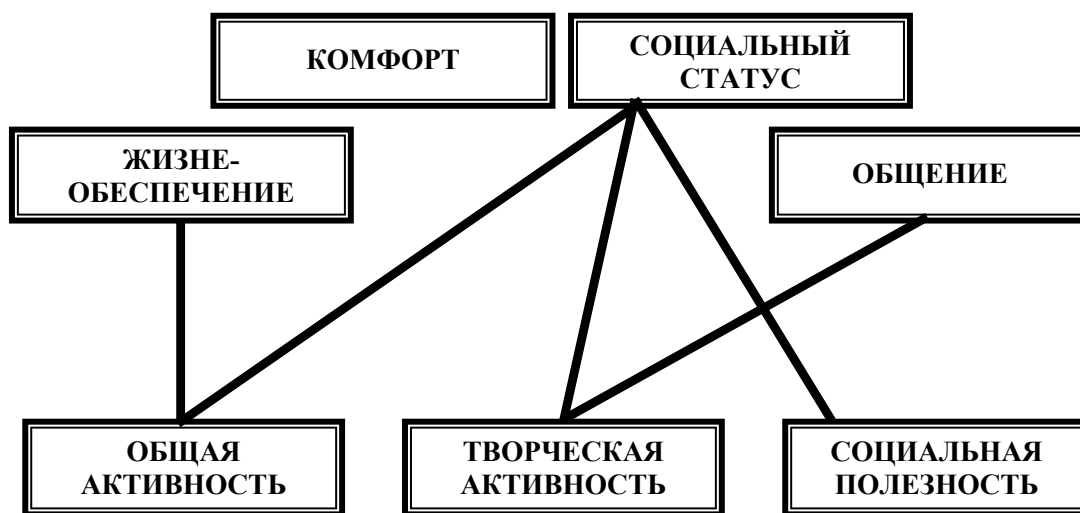 КОМФОРТ
СОЦИАЛЬНЫЙ
СТАТУС
ЖИЗНЕ-
ОБЕСПЕЧЕНИЕ
ОБЩЕНИЕ
ОБЩАЯ
АКТИВНОСТЬ
ТВОРЧЕСКАЯ
АКТИВНОСТЬ
СОЦИАЛЬНАЯ
ПОЛЕЗНОСТЬ